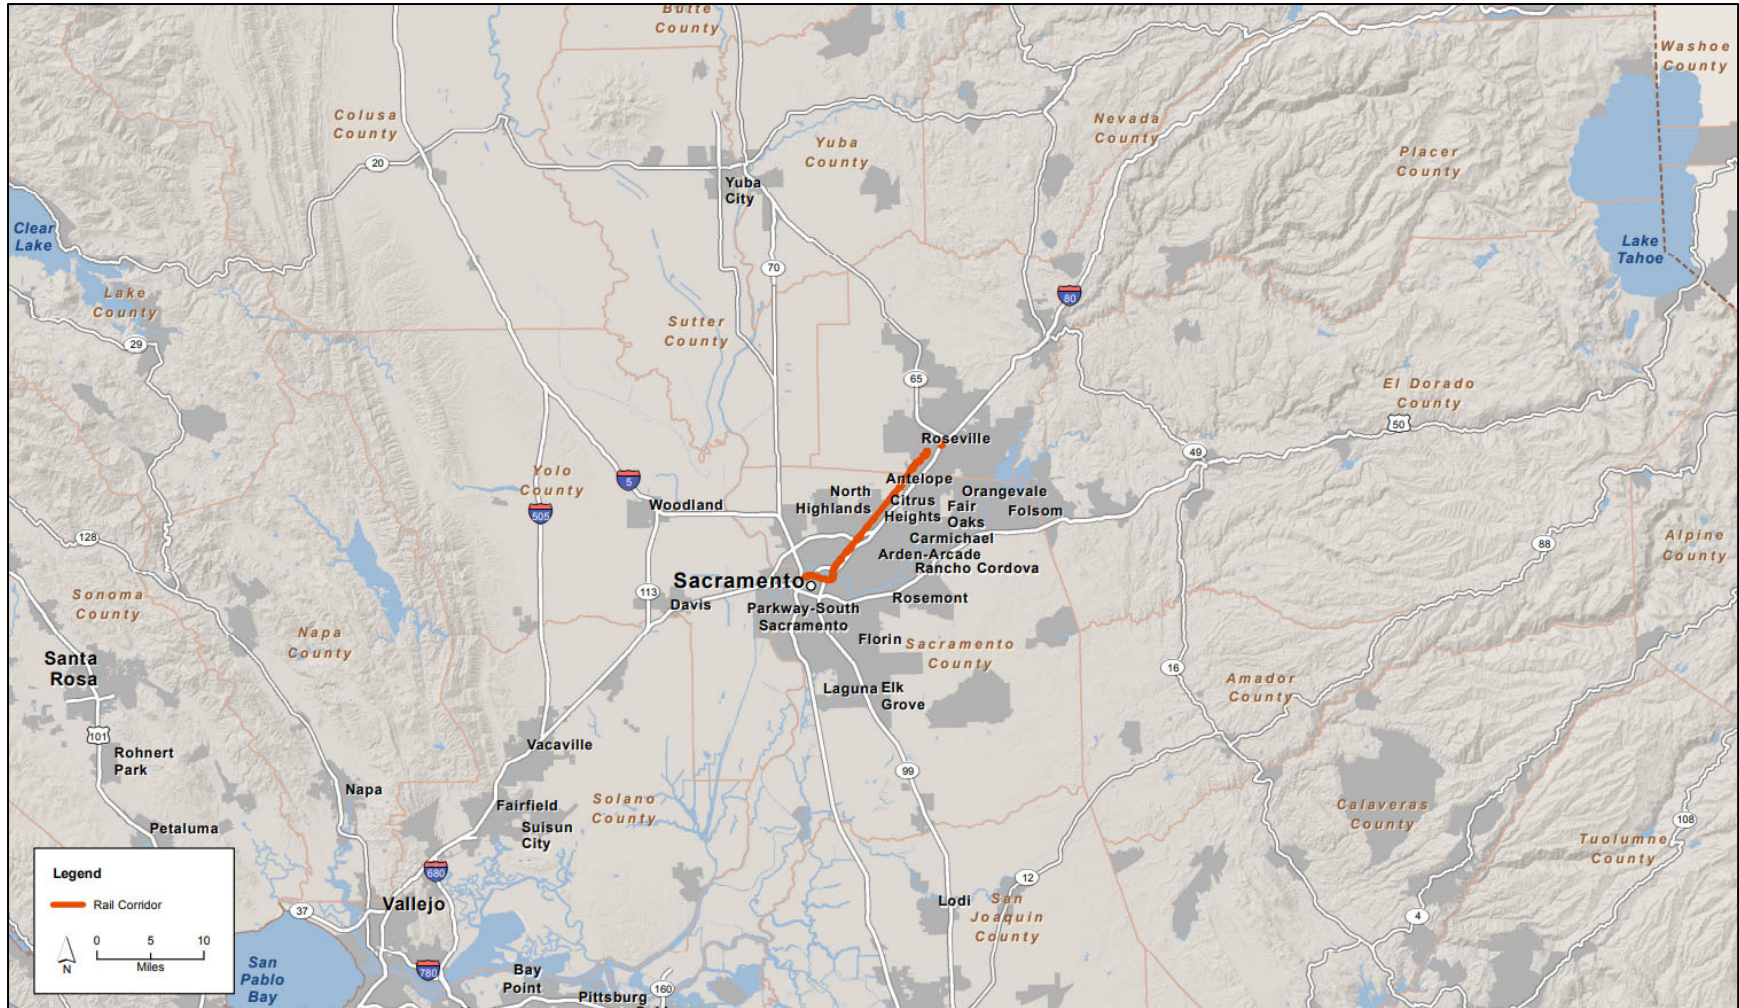 Butte
County
Washoe
County
Colusa
County
Nevada
County
Yuba
County
Placer
County
20
Yuba
City
Clear
Lake
Lake
Tahoe
70
80
Lake
County
Sutter
County
29
65
El Dorado
County
50
Roseville
49
Yolo
County
5
Antelope
North
Highlands
Citrus
Heights
Orangevale
Fair
Oaks
Folsom
505
Woodland
128
Carmichael
88
Alpine
County
Arden-Arcade
Rancho Cordova
Sacramento
113
Davis
Rosemont
Sonoma
County
Parkway-South
Sacramento
Napa
County
Florin
Sacramento
County
Santa
Rosa
16
Amador
County
Laguna
Elk
Grove
101
Rohnert
Park
Vacaville
99
Napa
Fairfield
Solano
County
Suisun
City
Calaveras
County
Petaluma
108
Tuolumne
County
Legend
Rail Corridor
0 5 10
Miles
N
680
12
Vallejo
37
Lodi
San
Joaquin
County
4
San
Pablo
Bay
780
Bay
Point
Pittsburg
160